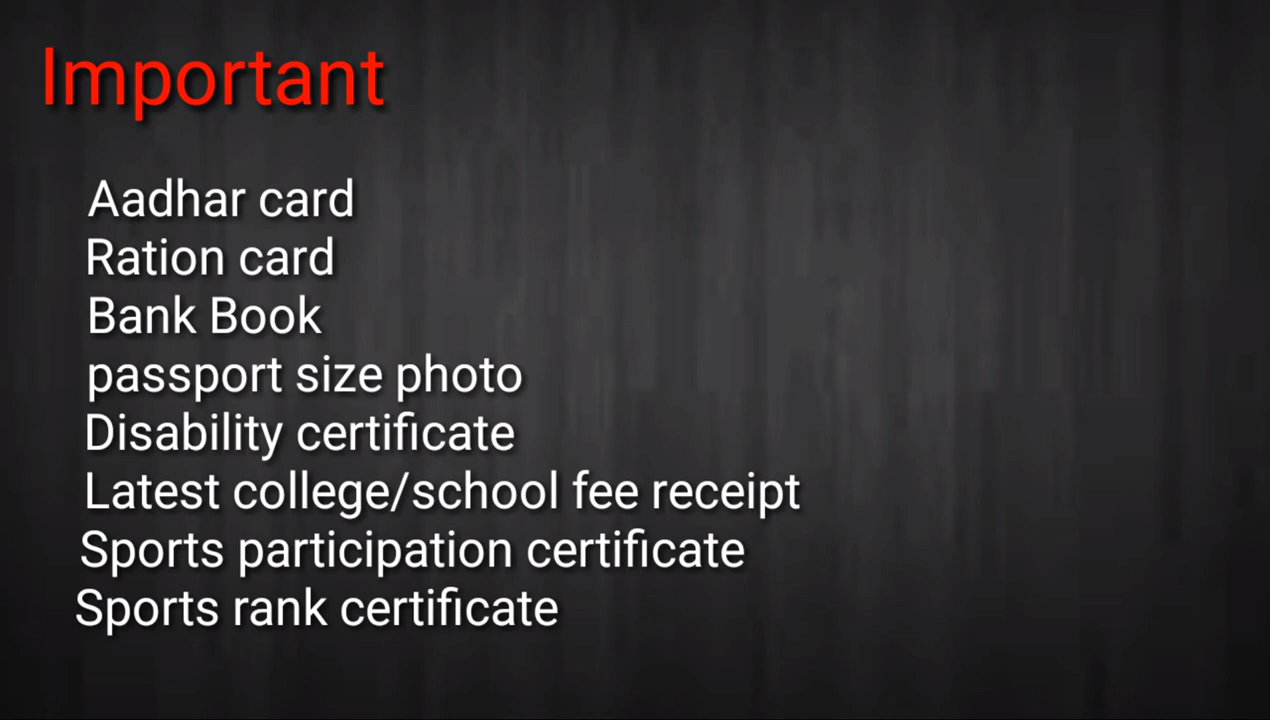 Important
Aadhar card
Ration card
Bank Book
passport size photo
Disability certificate
Latest college/school fee receipt
Sports participation certificate
Sports rank certificate